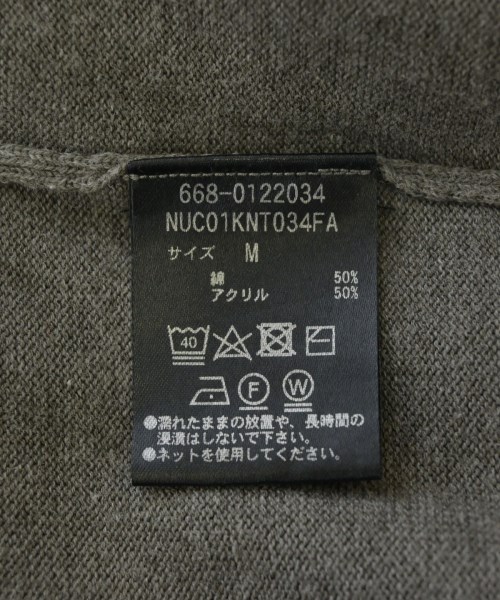 668-0122034
NUC01KNT034FA
サイズ M
綿 50%
アクリル 50%
40
F W
●濡れたままの放置や、長時間の
浸漬はしないで下さい。
●ネットを使用してください。